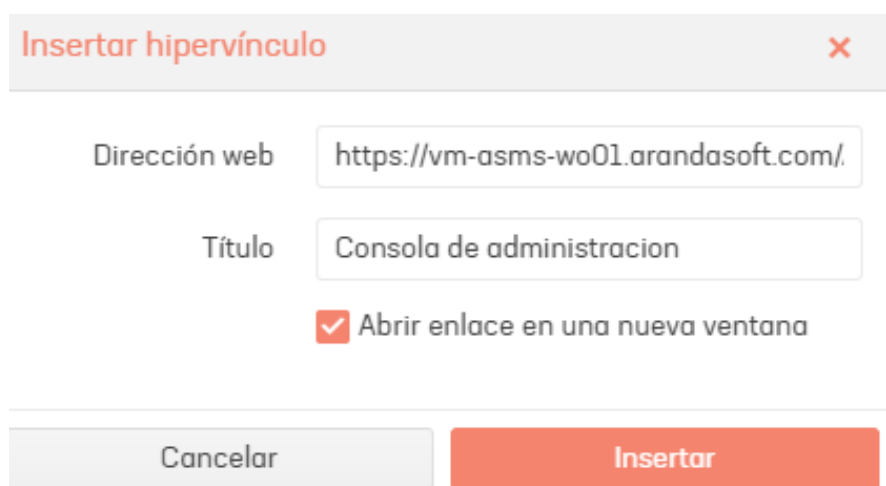 Insertar hipervínculo
Dirección web https://vm-asms-wo01.arandasoft.com/.
Título Consola de administracion
Abrir enlace en una nueva ventana
Cancelar Insertar